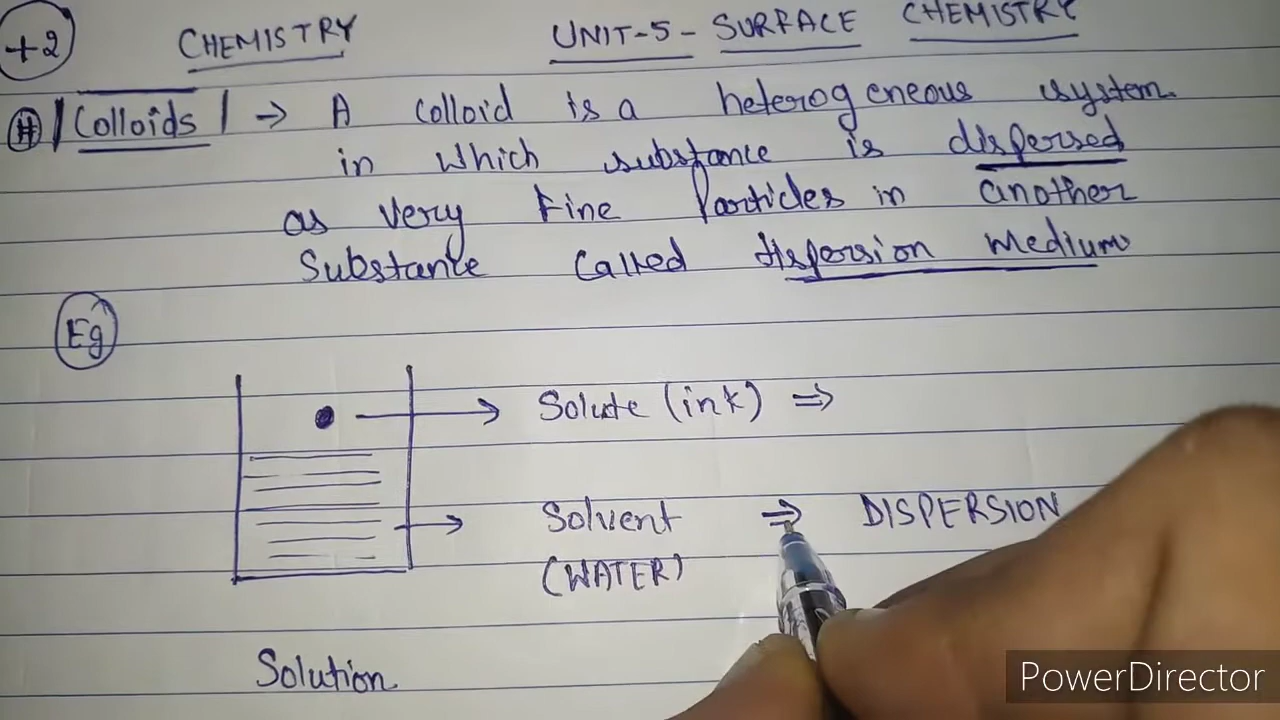 +2 CHEMISTRY UNIT-5 - SURFACE CHEMISTRY
# Colloids → A colloid is a heterogeneous system
in which substance is dispersed
as very Fine Particles in another
Substance Called dispersion Medium
Eg
Solute (ink) ⇒
Solvent ⇒ DISPERSION
(WATER)
Solution
PowerDirector